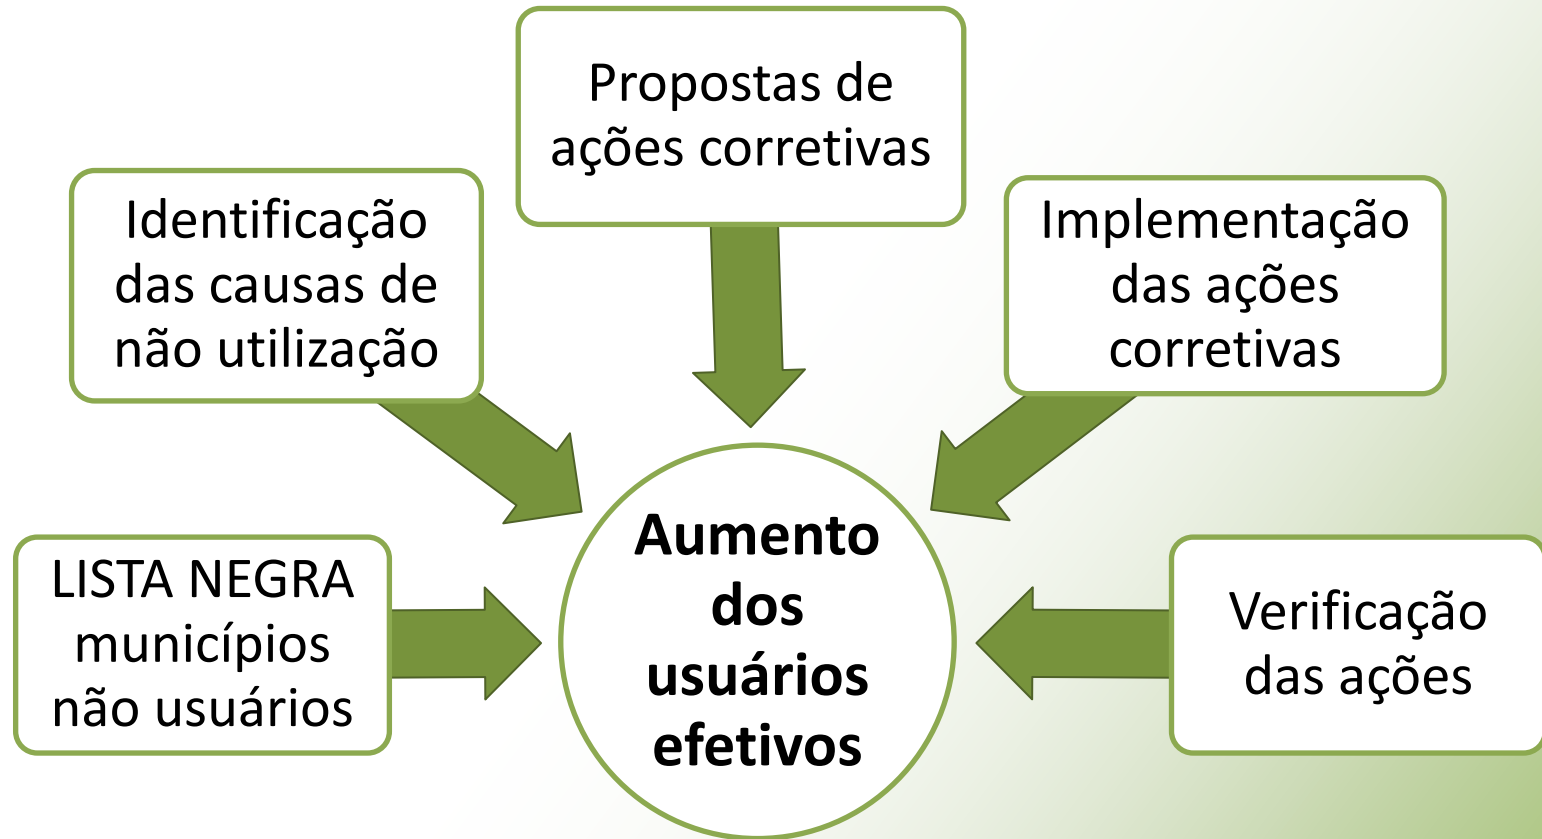 Propostas de
ações corretivas
Identificação
das causas de
não utilização
Implementação
das ações
corretivas
LISTA NEGRA
municípios
não usuários
Aumento
dos
usuários
efetivos
Verificação
das ações